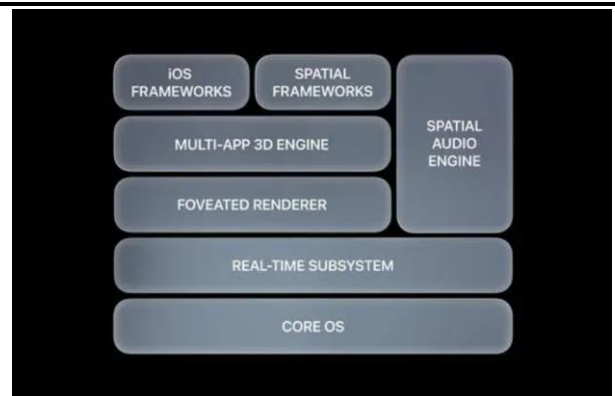 iOS
FRAMEWORKS
SPATIAL
FRAMEWORKS
SPATIAL
AUDIO
ENGINE
MULTI-APP 3D ENGINE
FOVEATED RENDERER
REAL-TIME SUBSYSTEM
CORE OS